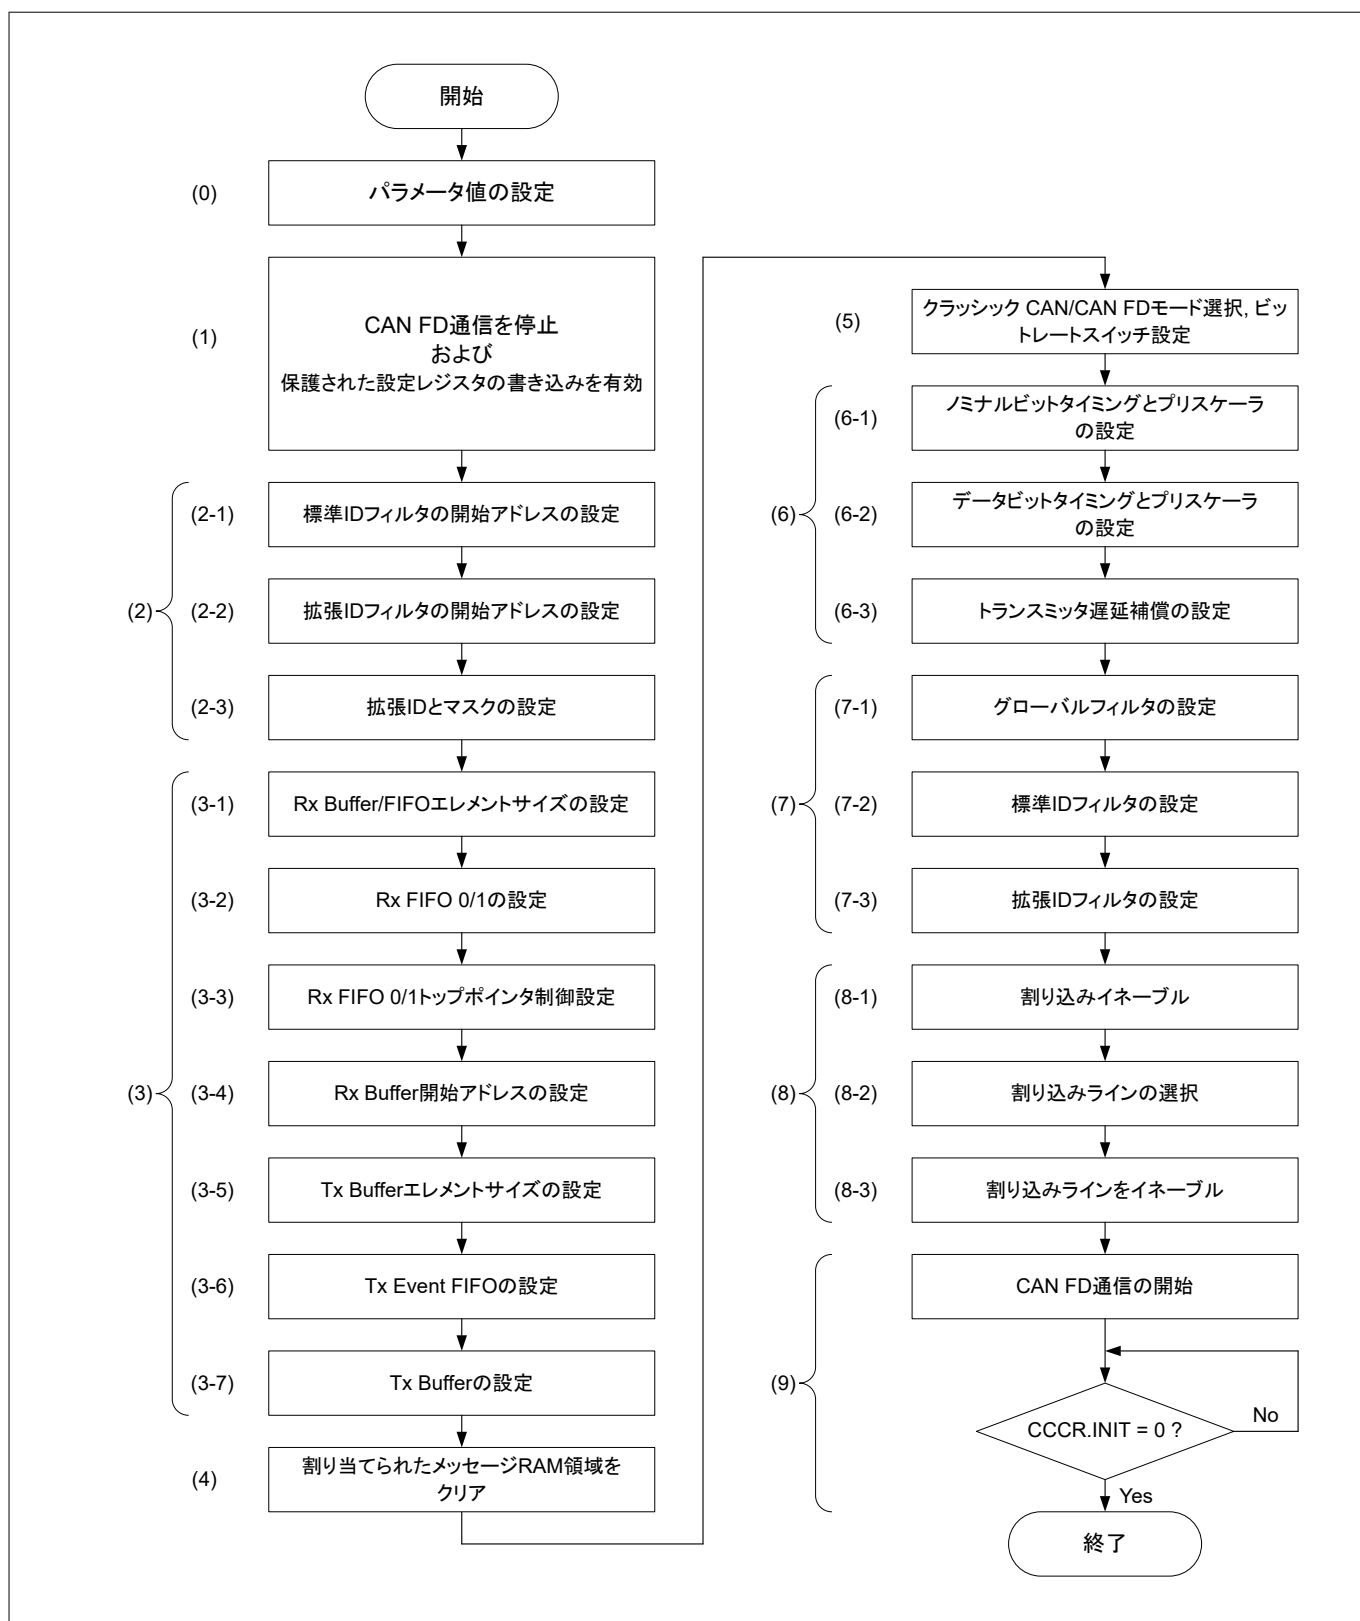 開始
(0)
パラメータ値の設定
(1)
CAN FD通信を停止
および
保護された設定レジスタの書き込みを有効
(2)
(2-1)
標準IDフィルタの開始アドレスの設定
(2-2)
拡張IDフィルタの開始アドレスの設定
(2-3)
拡張IDとマスクの設定
(3)
(3-1)
Rx Buffer/FIFOエレメントサイズの設定
(3-2)
Rx FIFO 0/1の設定
(3-3)
Rx FIFO 0/1トップポインタ制御設定
(3-4)
Rx Buffer開始アドレスの設定
(3-5)
Tx Bufferエレメントサイズの設定
(3-6)
Tx Event FIFOの設定
(3-7)
Tx Bufferの設定
(4)
割り当てられたメッセージRAM領域を
クリア
(5)
クラッシック CAN/CAN FDモード選択, ビッ
トレートスイッチ設定
(6)
(6-1)
ノミナルビットタイミングとプリスケーラ
の設定
(6-2)
データビットタイミングとプリスケーラ
の設定
(6-3)
トランスミッタ遅延補償の設定
(7)
(7-1)
グローバルフィルタの設定
(7-2)
標準IDフィルタの設定
(7-3)
拡張IDフィルタの設定
(8)
(8-1)
割り込みイネーブル
(8-2)
割り込みラインの選択
(8-3)
割り込みラインをイネーブル
(9)
CAN FD通信の開始
CCCR.INIT = 0 ?
No
Yes
終了